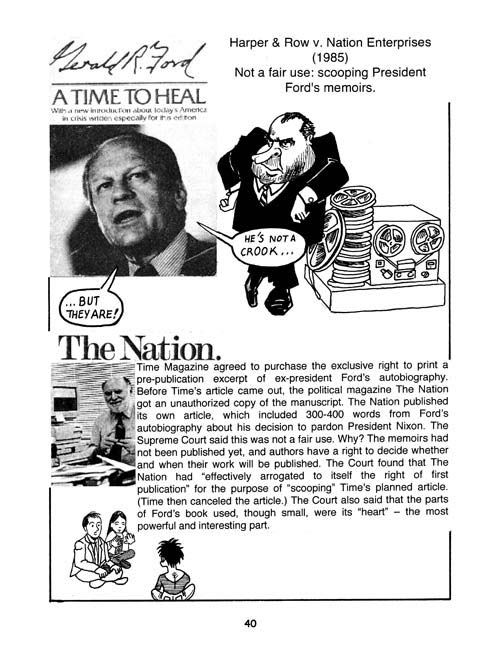 Harper & Row v. Nation Enterprises
(1985)
Not a fair use: scooping President
Ford's memoirs.
Gerald R. Ford
A TIME TO HEAL
With a new introduction about today's America
in crisis written especially for this edition
HE'S NOT A
CROOK...
...BUT
THEY ARE!
The Nation.
Time Magazine agreed to purchase the exclusive right to print a
pre-publication excerpt of ex-president Ford's autobiography.
Before Time's article came out, the political magazine The Nation
got an unauthorized copy of the manuscript. The Nation published
its own article, which included 300-400 words from Ford's
autobiography about his decision to pardon President Nixon. The
Supreme Court said this was not a fair use. Why? The memoirs had
not been published yet, and authors have a right to decide whether
and when their work will be published. The Court found that The
Nation had "effectively arrogated to itself the right of first
publication" for the purpose of "scooping" Time's planned article.
(Time then canceled the article.) The Court also said that the parts
of Ford's book used, though small, were its "heart" – the most
powerful and interesting part.
40